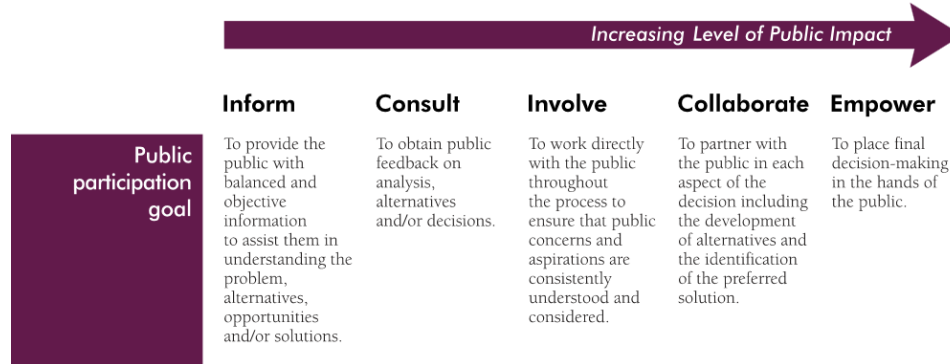 Increasing Level of Public Impact
Inform
Consult
Involve
Collaborate
Empower
Public
participation
goal
To provide the
public with
balanced and
objective
information
to assist them in
understanding the
problem,
alternatives,
opportunities
and/or solutions.
To obtain public
feedback on
analysis,
alternatives
and/or decisions.
To work directly
with the public
throughout
the process to
ensure that public
concerns and
aspirations are
consistently
understood and
considered.
To partner with
the public in each
aspect of the
decision including
the development
of alternatives and
the identification
of the preferred
solution.
To place final
decision-making
in the hands of
the public.